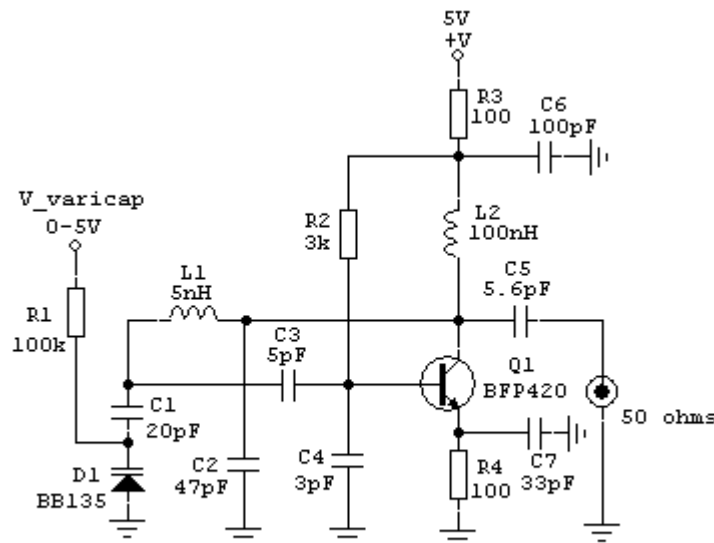 5V
+V
R3
100
C6
100pF
V_varicap
0-5V
R2
3k
L2
100nH
L1
5nH
C5
5.6pF
R1
100k
C3
5pF
Q1
BFP420
C1
20pF
50 ohms
D1
BB135
C2
47pF
C4
3pF
R4
100
C7
33pF